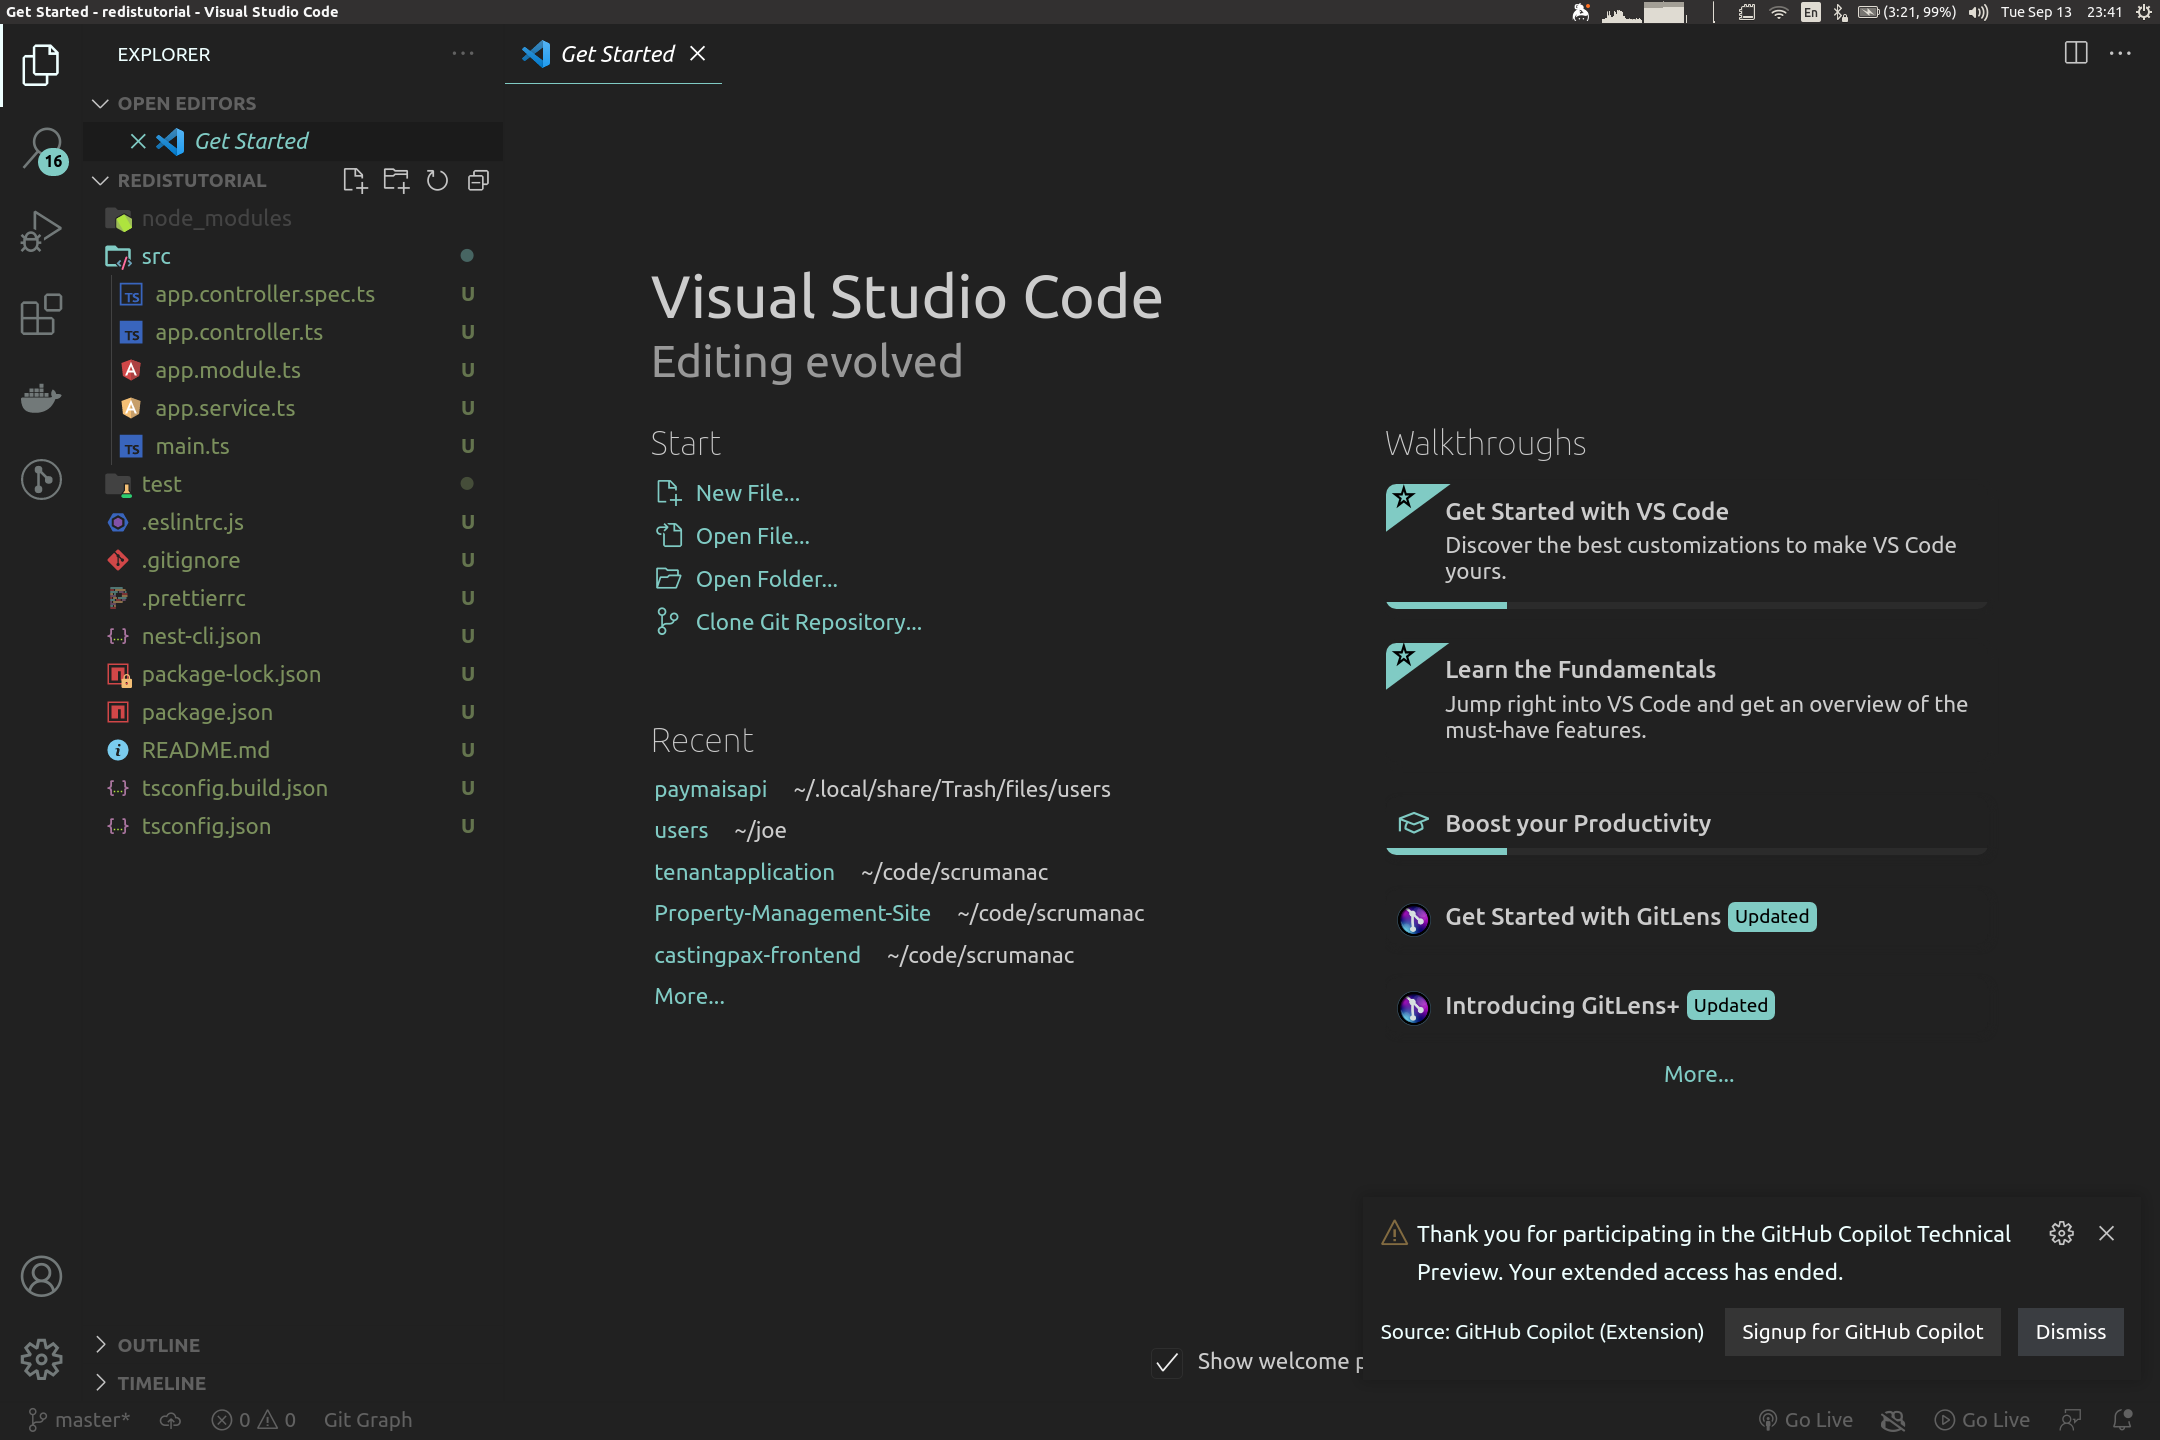 Get Started - redistutorial - Visual Studio Code
En
(3:21, 99%)
Tue Sep 13
23:41
EXPLORER
Get Started
OPEN EDITORS
Get Started
16
REDISTUTORIAL
node_modules
src
app.controller.spec.ts U
app.controller.ts U
app.module.ts U
app.service.ts U
main.ts U
test
.eslintrc.js U
.gitignore U
.prettierrc U
nest-cli.json U
package-lock.json U
package.json U
README.md U
tsconfig.build.json U
tsconfig.json U
OUTLINE
TIMELINE
Visual Studio Code
Editing evolved
Start
New File...
Open File...
Open Folder...
Clone Git Repository...
Recent
paymaisapi ~/.local/share/Trash/files/users
users ~/joe
tenantapplication ~/code/scrumanac
Property-Management-Site ~/code/scrumanac
castingpax-frontend ~/code/scrumanac
More...
Walkthroughs
Get Started with VS Code
Discover the best customizations to make VS Code
yours.
Learn the Fundamentals
Jump right into VS Code and get an overview of the
must-have features.
Boost your Productivity
Get Started with GitLens Updated
Introducing GitLens+ Updated
More...
Show welcome p
Thank you for participating in the GitHub Copilot Technical
Preview. Your extended access has ended.
Source: GitHub Copilot (Extension)
Signup for GitHub Copilot
Dismiss
master*
0
0
Git Graph
Go Live
Go Live